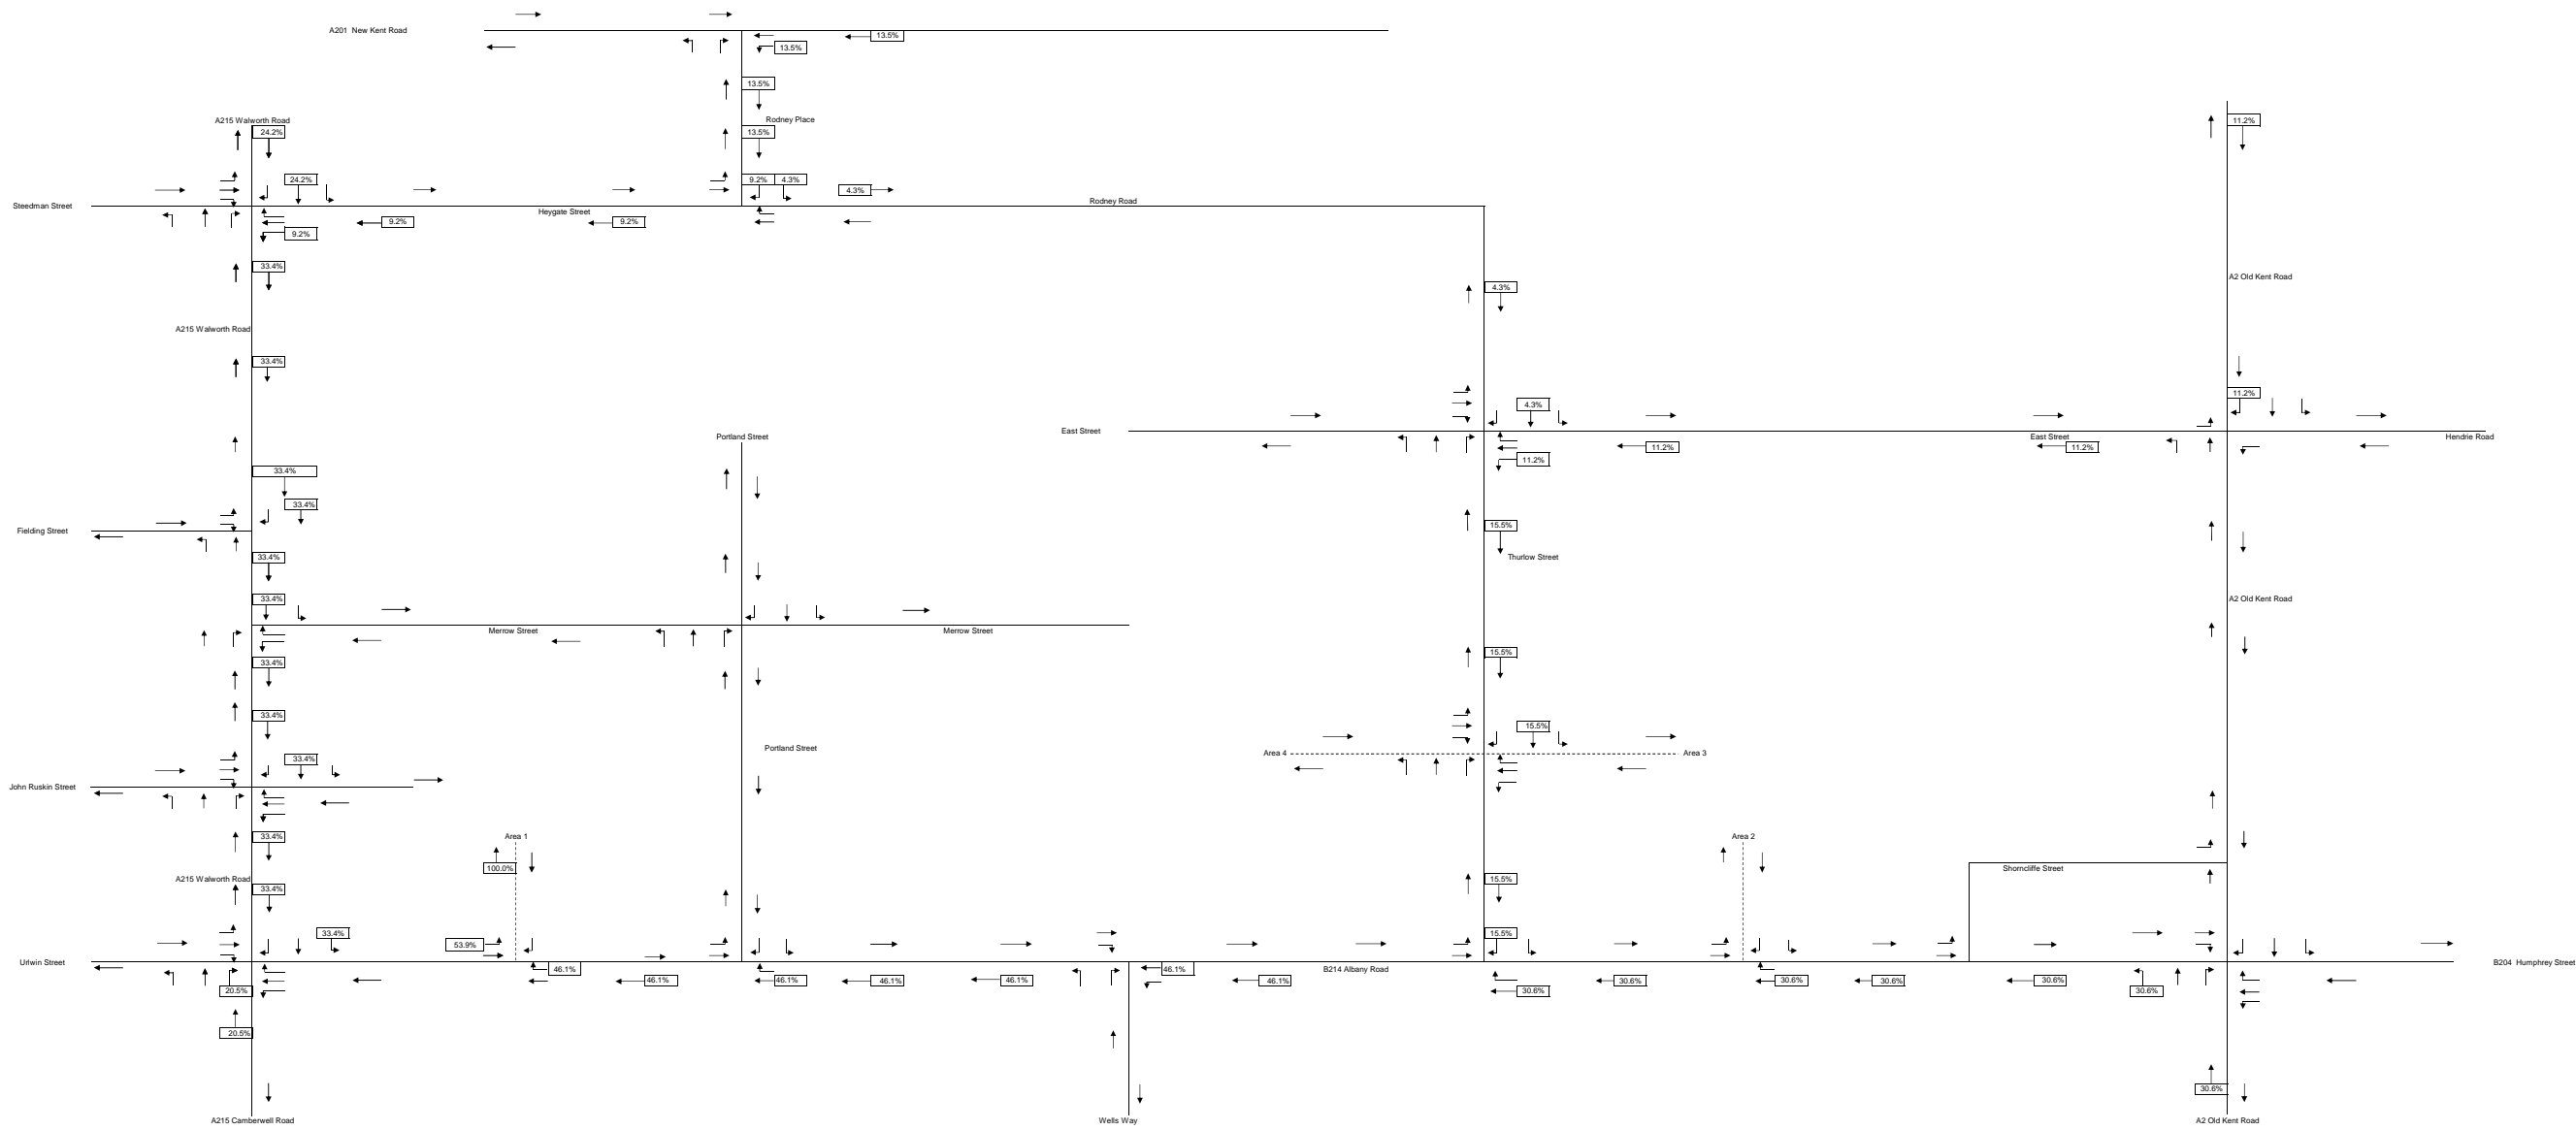 A201 New Kent Road
13.5%
13.5%
13.5%
A215 Walworth Road
24.2%
13.5%
Rodney Place
11.2%
24.2%
9.2% 4.3%
4.3%
Steedman Street
Heygate Street
Rodney Road
9.2%
9.2%
9.2%
33.4%
4.3%
A2 Old Kent Road
A215 Walworth Road
33.4%
4.3%
11.2%
Portland Street
East Street
East Street
Hendrie Road
11.2%
11.2%
11.2%
33.4%
33.4%
Fielding Street
15.5%
33.4%
Thurlow Street
33.4%
A2 Old Kent Road
Merrow Street
Merrow Street
33.4%
15.5%
33.4%
15.5%
Portland Street
Area 4
Area 3
33.4%
John Ruskin Street
33.4%
Area 1
Area 2
100.0%
A215 Walworth Road
33.4%
15.5%
Shorncliffe Street
33.4%
53.9%
15.5%
Urlwin Street
46.1%
46.1%
B214 Albany Road
B204 Humphrey Street
46.1%
46.1%
46.1%
46.1%
46.1%
30.6%
30.6%
30.6%
30.6%
30.6%
30.6%
20.5%
20.5%
30.6%
A215 Camberwell Road
Wells Way
A2 Old Kent Road